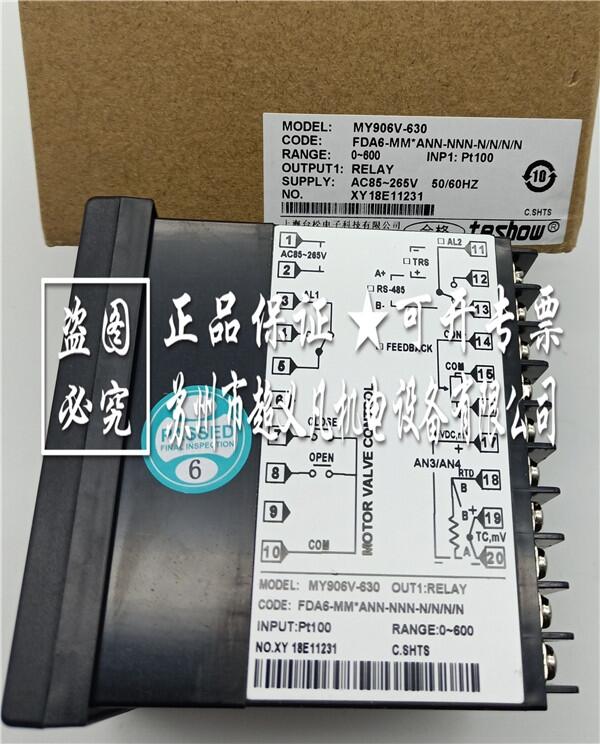 MODEL: MY906V-630
CODE: FDA6-MM*ANN-NNN-N/N/N/N
RANGE: 0~600 INP1: Pt100
OUTPUT1: RELAY
SUPPLY: AC85~265V 50/60HZ
NO. XY18E11231
C.SHTS
10
上海台松电子科技有限公司 合格 teshow®
1
AC85~265V
2
3
AL1
5
CLOSE
8
OPEN
9
10
COM
MOTOR VALVE CONTROL
AL2
11
TRS
A+
12
RS-485
B-
13
CON
14
FEEDBACK
COM
15
VDC
17
AN3/AN4
RTD
18
B
B
19
TC,mV
A
20
盗图必究
正品保证★可开专票
苏州市超义凡机电设备有限公司
PASSED
FINAL INSPECTION
6
MODEL: MY906V-630 OUT1:RELAY
CODE: FDA6-MM*ANN-NNN-N/N/N/N
INPUT:Pt100 RANGE:0~600
NO.XY 18E11231 C.SHTS